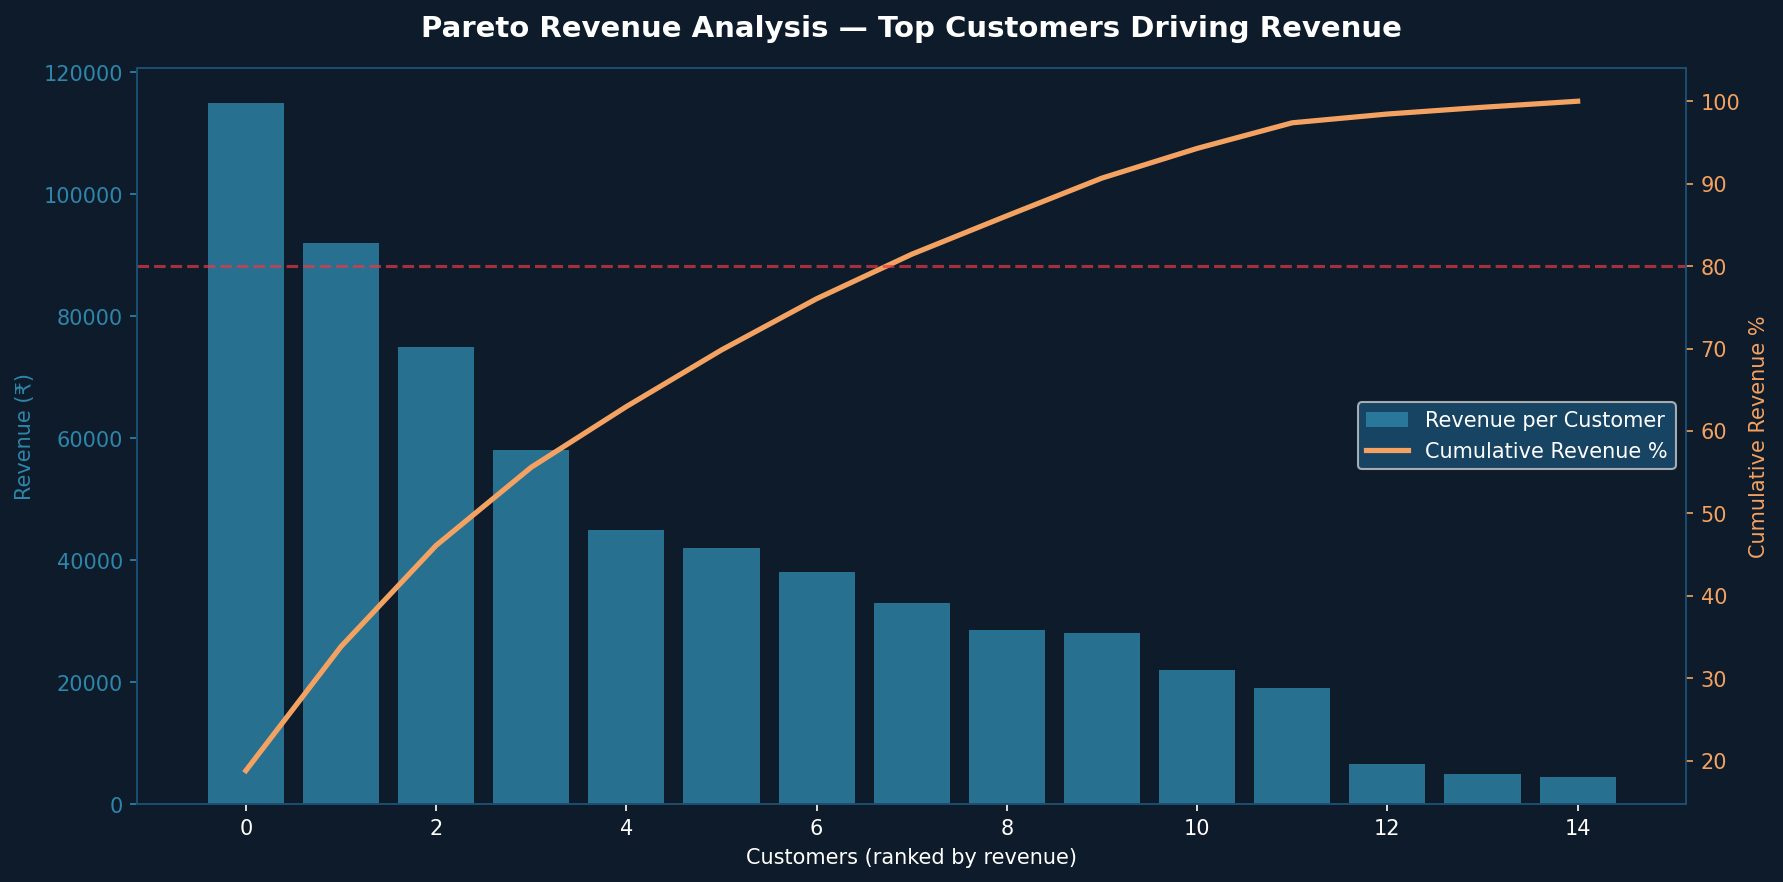 Pareto Revenue Analysis — Top Customers Driving Revenue
Revenue (₹)
120000
100000
80000
60000
40000
20000
0
100
90
80
70
60
50
40
30
20
Cumulative Revenue %
Revenue per Customer
Cumulative Revenue %
0 2 4 6 8 10 12 14
Customers (ranked by revenue)